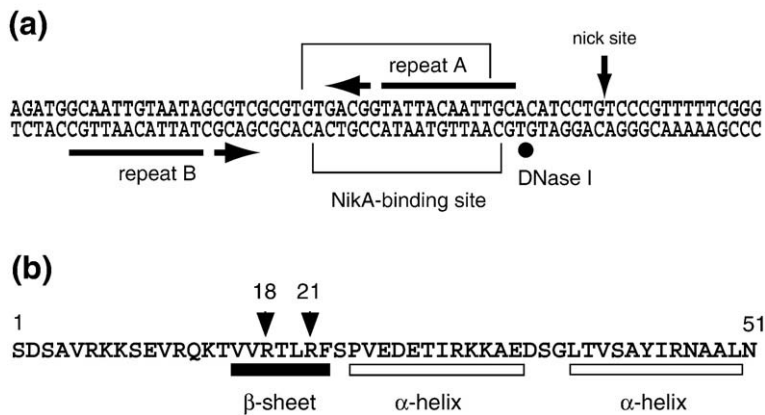 (a)
nick site
repeat A
AGATGGCAATTGTAATAGCGTCGCGTGTGACGGTATTACAATTGCACATCCTGTCCCGTTTTTCGGG
TCTACCGTTAACATTATCGCAGCGCACACTGCCATAATGTTAACGTGTAGGACAGGGCAAAAAGCCC
repeat B
NikA-binding site
DNase I
(b)
18 21
1
51
SDSAVRKKSEVRQKTVVRTLRFSPVEDETIRKKAEDSGLTVSAYIRNAALN
β-sheet α-helix α-helix